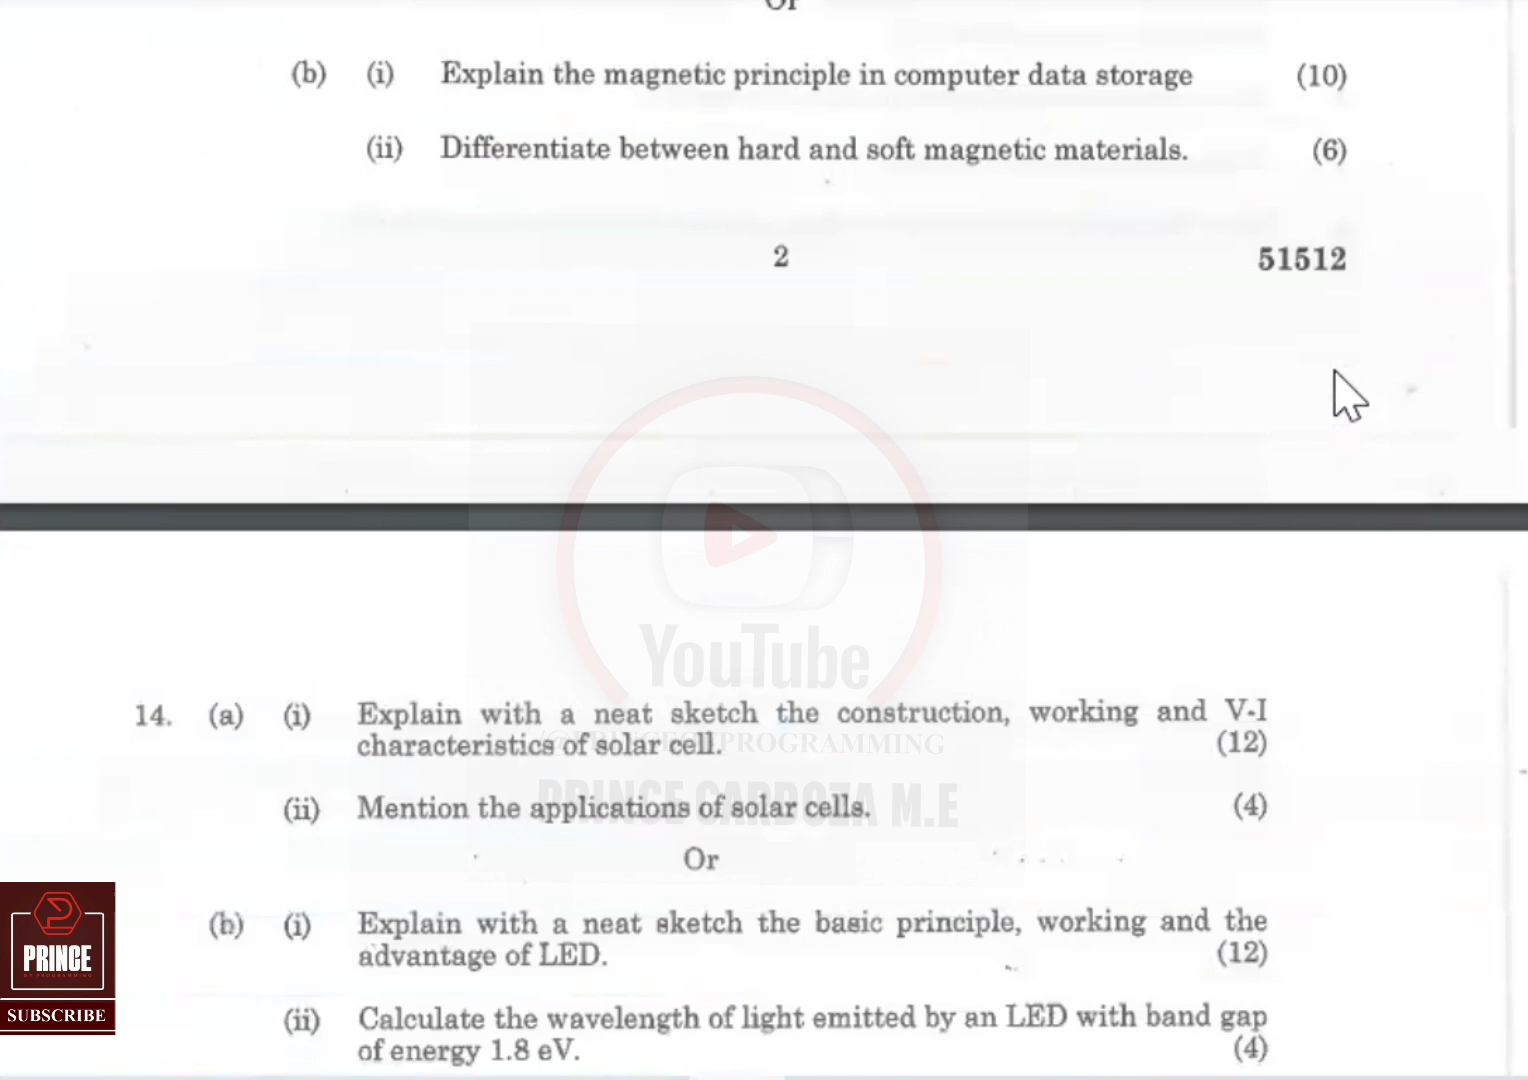 Or
(b) (i) Explain the magnetic principle in computer data storage (10)
(ii) Differentiate between hard and soft magnetic materials. (6)
2 51512
YouTube
14. (a) (i) Explain with a neat sketch the construction, working and V-I
characteristics of solar cell. (12)
PROGRAMMING
(ii) Mention the applications of solar cells. (4)
PRINCE CARDOZA M.E
Or
(b) (i) Explain with a neat sketch the basic principle, working and the
advantage of LED. (12)
PRINCE
SUBSCRIBE
(ii) Calculate the wavelength of light emitted by an LED with band gap
of energy 1.8 eV. (4)